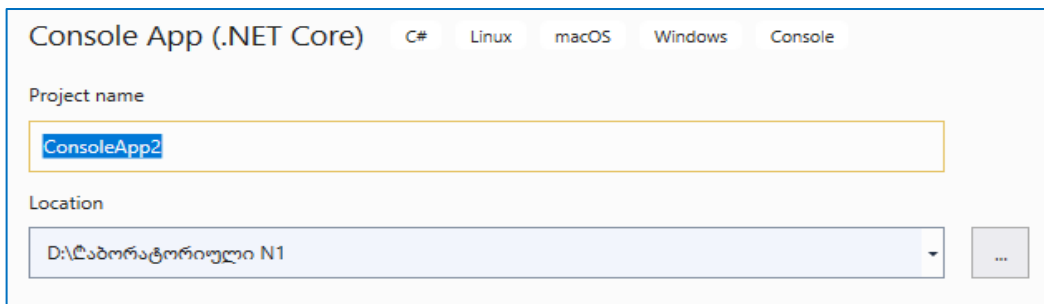 Console App (.NET Core) C# Linux macOS Windows Console
Project name
ConsoleApp2
Location
D:\ლაბორატორიული N1
...